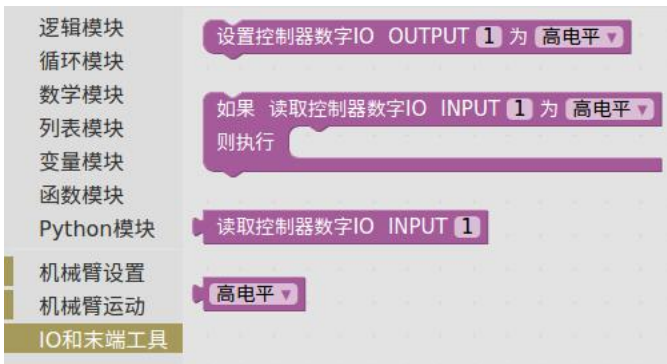 逻辑模块
循环模块
数学模块
列表模块
变量模块
函数模块
Python模块
机械臂设置
机械臂运动
IO和末端工具
设置控制器数字IO OUTPUT 1 为 高电平
如果 读取控制器数字IO INPUT 1 为 高电平
则执行
读取控制器数字IO INPUT 1
高电平